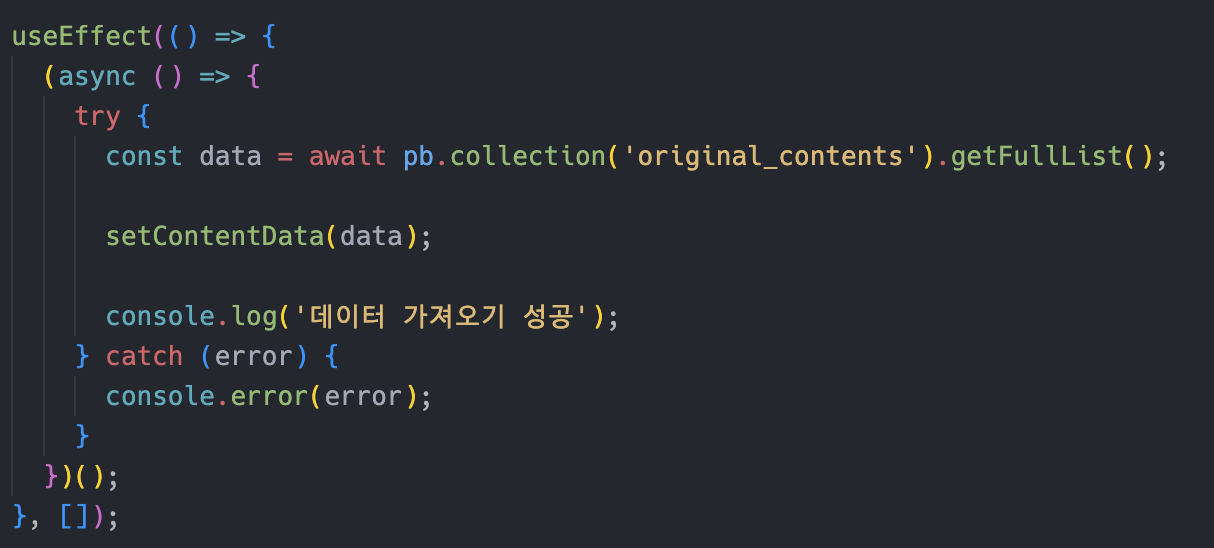 useEffect(() => {
(async () => {
try {
const data = await pb.collection('original_contents').getFullList();
setContentData(data);
console.log('데이터 가져오기 성공');
} catch (error) {
console.error(error);
}
})();
}, []);